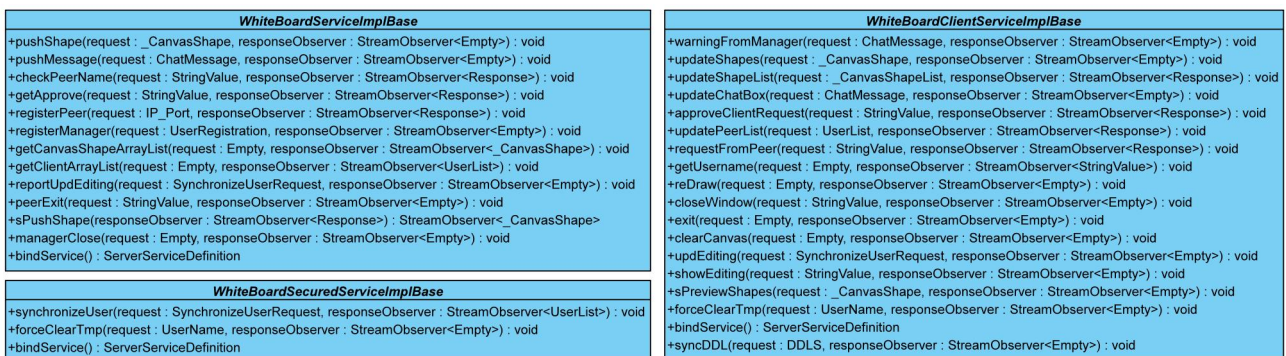 WhiteBoardServiceImplBase
+pushShape(request : _CanvasShape, responseObserver : StreamObserver<Empty>) : void
+pushMessage(request : ChatMessage, responseObserver : StreamObserver<Empty>) : void
+checkPeerName(request : StringValue, responseObserver : StreamObserver<Response>) : void
+getApprove(request : StringValue, responseObserver : StreamObserver<Response>) : void
+registerPeer(request : IP_Port, responseObserver : StreamObserver<Response>) : void
+registerManager(request : UserRegistration, responseObserver : StreamObserver<Empty>) : void
+getCanvasShapeArrayList(request : Empty, responseObserver : StreamObserver<_CanvasShape>) : void
+getClientArrayList(request : Empty, responseObserver : StreamObserver<UserList>) : void
+reportUpdEditing(request : SynchronizeUserRequest, responseObserver : StreamObserver<Empty>) : void
+peerExit(request : StringValue, responseObserver : StreamObserver<Empty>) : void
+sPushShape(responseObserver : StreamObserver<Response>) : StreamObserver<_CanvasShape>
+managerClose(request : Empty, responseObserver : StreamObserver<Empty>) : void
+bindService() : ServerServiceDefinition
WhiteBoardSecuredServiceImplBase
+synchronizeUser(request : SynchronizeUserRequest, responseObserver : StreamObserver<UserList>) : void
+forceClearTmp(request : UserName, responseObserver : StreamObserver<Empty>) : void
+bindService() : ServerServiceDefinition
WhiteBoardClientServiceImplBase
+warningFromManager(request : ChatMessage, responseObserver : StreamObserver<Empty>) : void
+updateShapes(request : _CanvasShape, responseObserver : StreamObserver<Empty>) : void
+updateShapeList(request : _CanvasShapeList, responseObserver : StreamObserver<Response>) : void
+updateChatBox(request : ChatMessage, responseObserver : StreamObserver<Empty>) : void
+approveClientRequest(request : StringValue, responseObserver : StreamObserver<Response>) : void
+updatePeerList(request : UserList, responseObserver : StreamObserver<Response>) : void
+requestFromPeer(request : StringValue, responseObserver : StreamObserver<Response>) : void
+getUsername(request : Empty, responseObserver : StreamObserver<StringValue>) : void
+reDraw(request : Empty, responseObserver : StreamObserver<Empty>) : void
+closeWindow(request : StringValue, responseObserver : StreamObserver<Empty>) : void
+exit(request : Empty, responseObserver : StreamObserver<Empty>) : void
+clearCanvas(request : Empty, responseObserver : StreamObserver<Empty>) : void
+updEditing(request : SynchronizeUserRequest, responseObserver : StreamObserver<Empty>) : void
+showEditing(request : StringValue, responseObserver : StreamObserver<Empty>) : void
+sPreviewShapes(request : _CanvasShape, responseObserver : StreamObserver<Empty>) : void
+forceClearTmp(request : UserName, responseObserver : StreamObserver<Empty>) : void
+bindService() : ServerServiceDefinition
+syncDDL(request : DDLS, responseObserver : StreamObserver<Empty>) : void